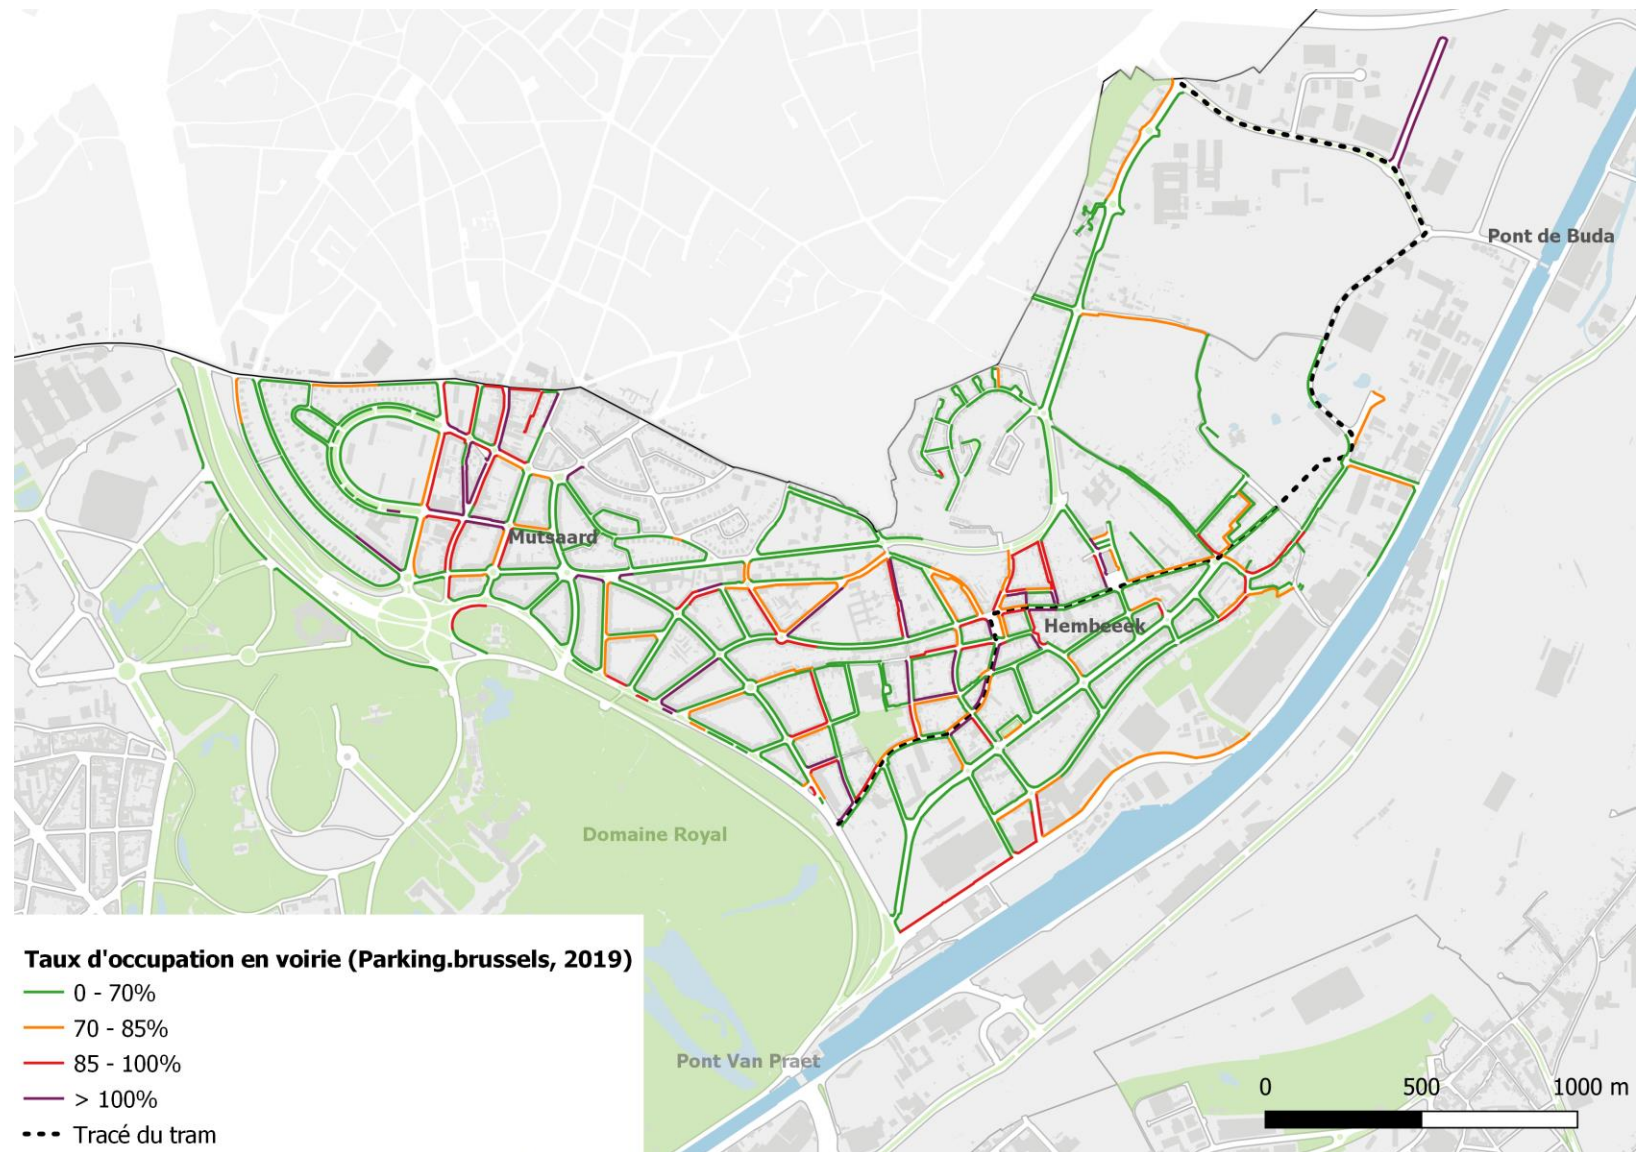 Pont de Buda
Mutsaard
Hembeeek
Domaine Royal
Pont Van Praet
Taux d'occupation en voirie (Parking.brussels, 2019)
0 - 70%
70 - 85%
85 - 100%
> 100%
Tracé du tram
0 500 1000 m